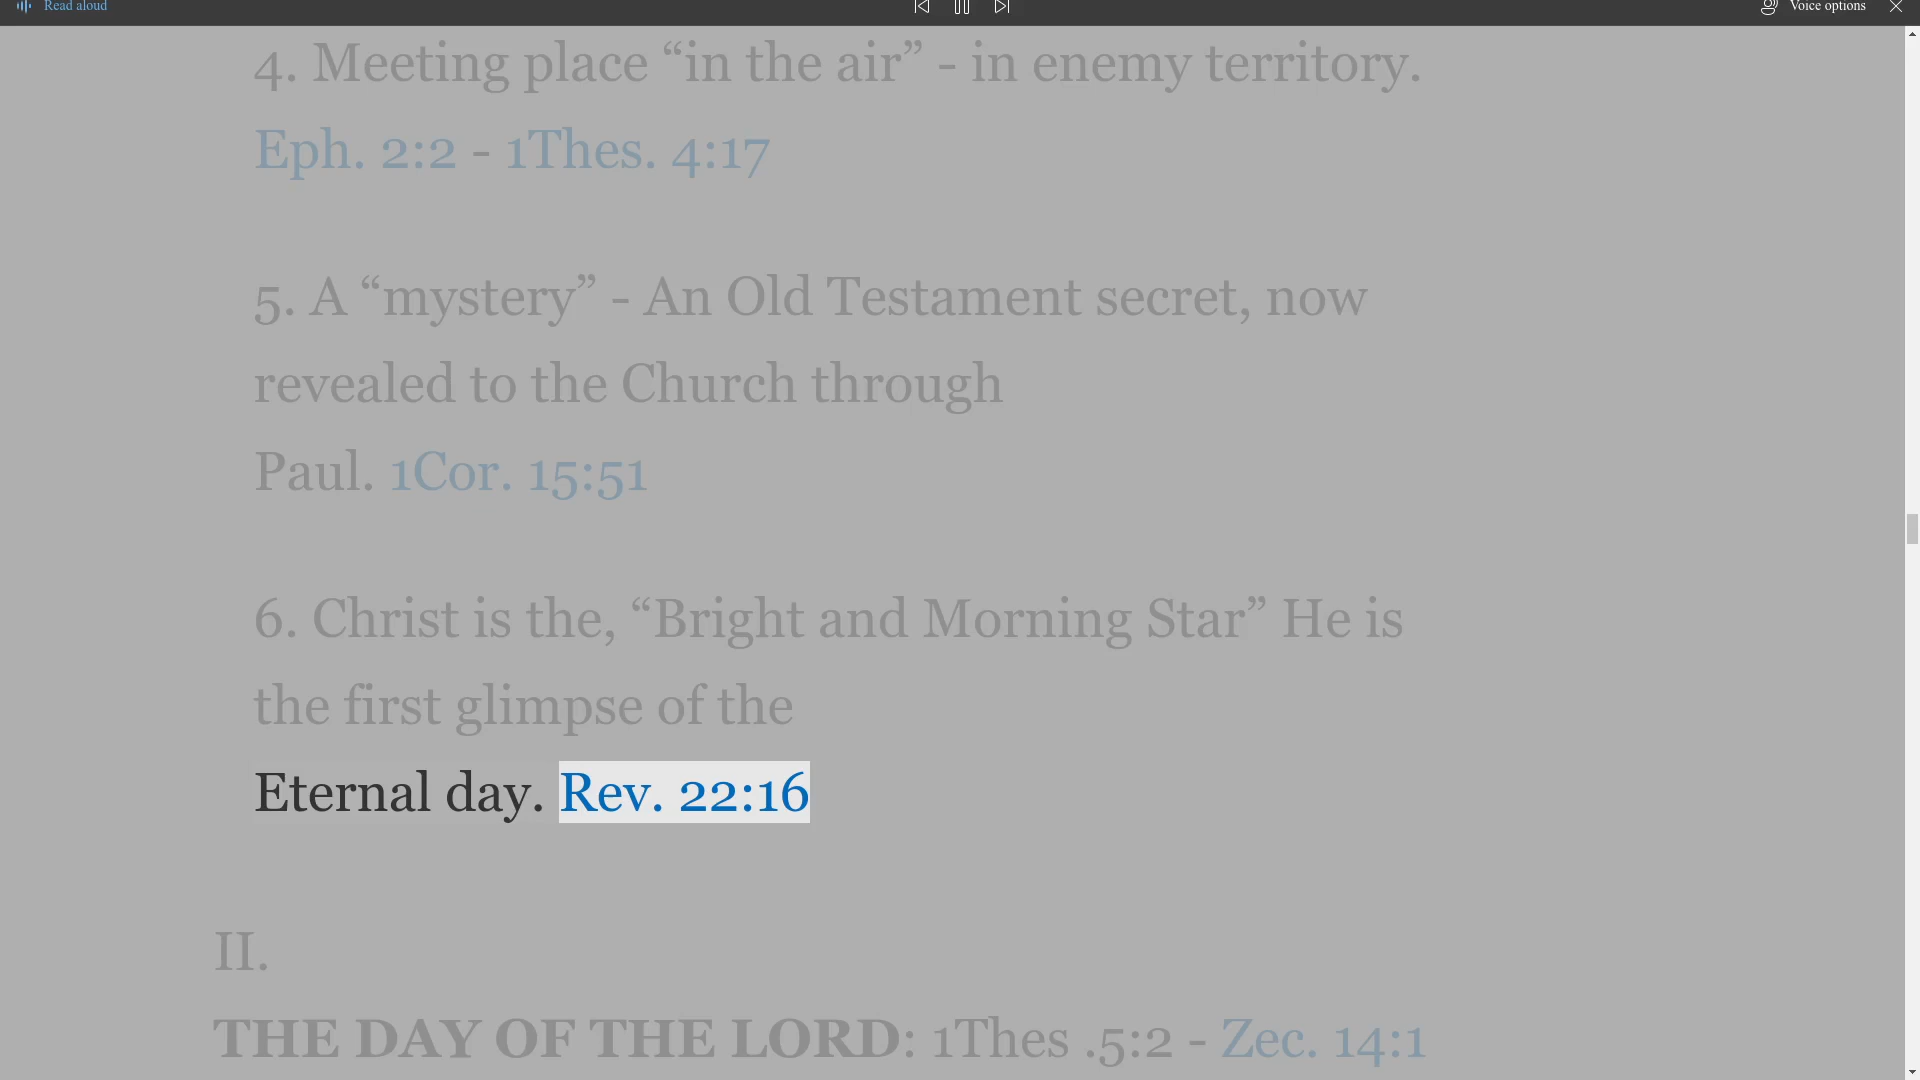 Read aloud
Voice options
4. Meeting place “in the air” - in enemy territory.
Eph. 2:2 - 1Thes. 4:17
5. A “mystery” - An Old Testament secret, now
revealed to the Church through
Paul. 1Cor. 15:51
6. Christ is the, “Bright and Morning Star” He is
the first glimpse of the
Eternal day. Rev. 22:16
II.
THE DAY OF THE LORD: 1Thes .5:2 - Zec. 14:1